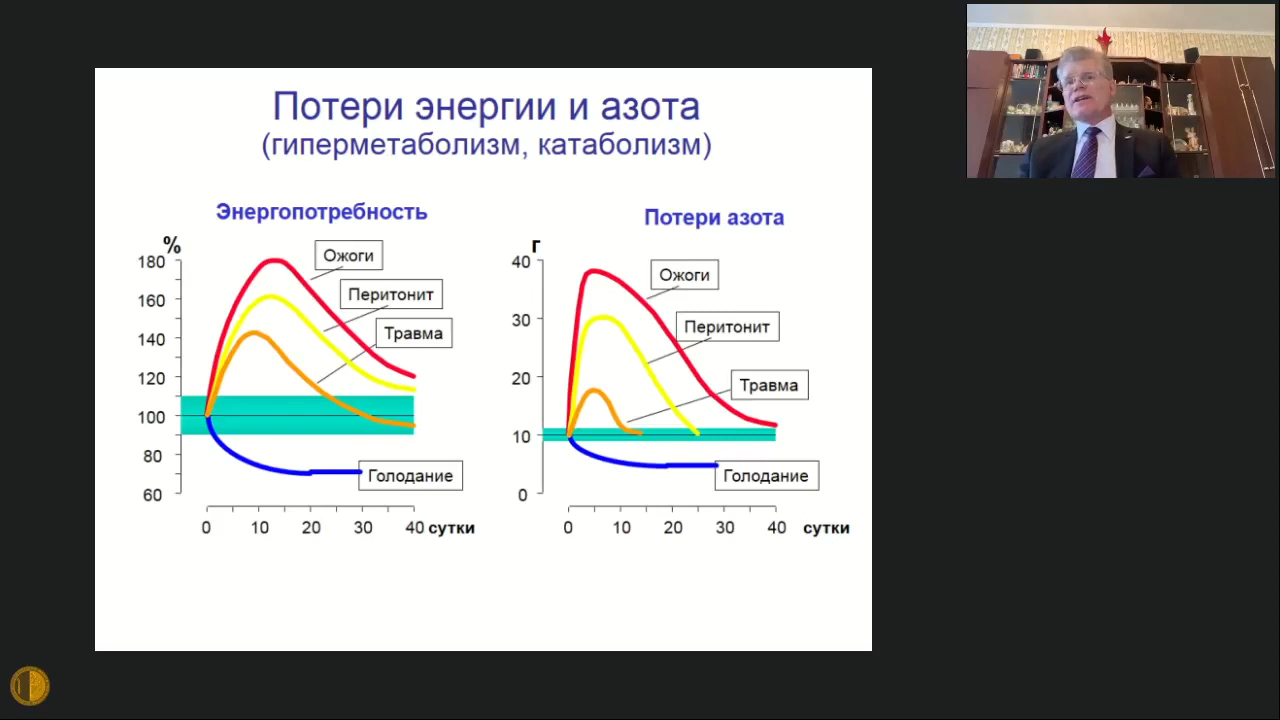 Потери энергии и азота
(гиперметаболизм, катаболизм)
Энергопотребность
%
180
160
140
120
100
80
60
Ожоги
Перитонит
Травма
Голодание
0 10 20 30 40 сутки
Потери азота
г
40
30
20
10
0
Ожоги
Перитонит
Травма
Голодание
0 10 20 30 40 сутки